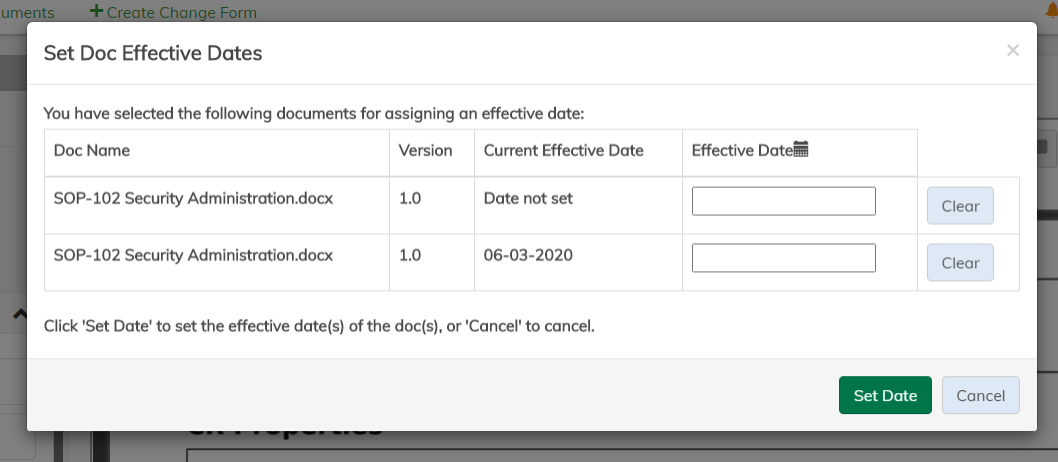 uments + Create Change Form
Set Doc Effective Dates ×
You have selected the following documents for assigning an effective date:
Doc Name Version Current Effective Date Effective Date
SOP-102 Security Administration.docx 1.0 Date not set Clear
SOP-102 Security Administration.docx 1.0 06-03-2020 Clear
Click 'Set Date' to set the effective date(s) of the doc(s), or 'Cancel' to cancel.
Set Date Cancel